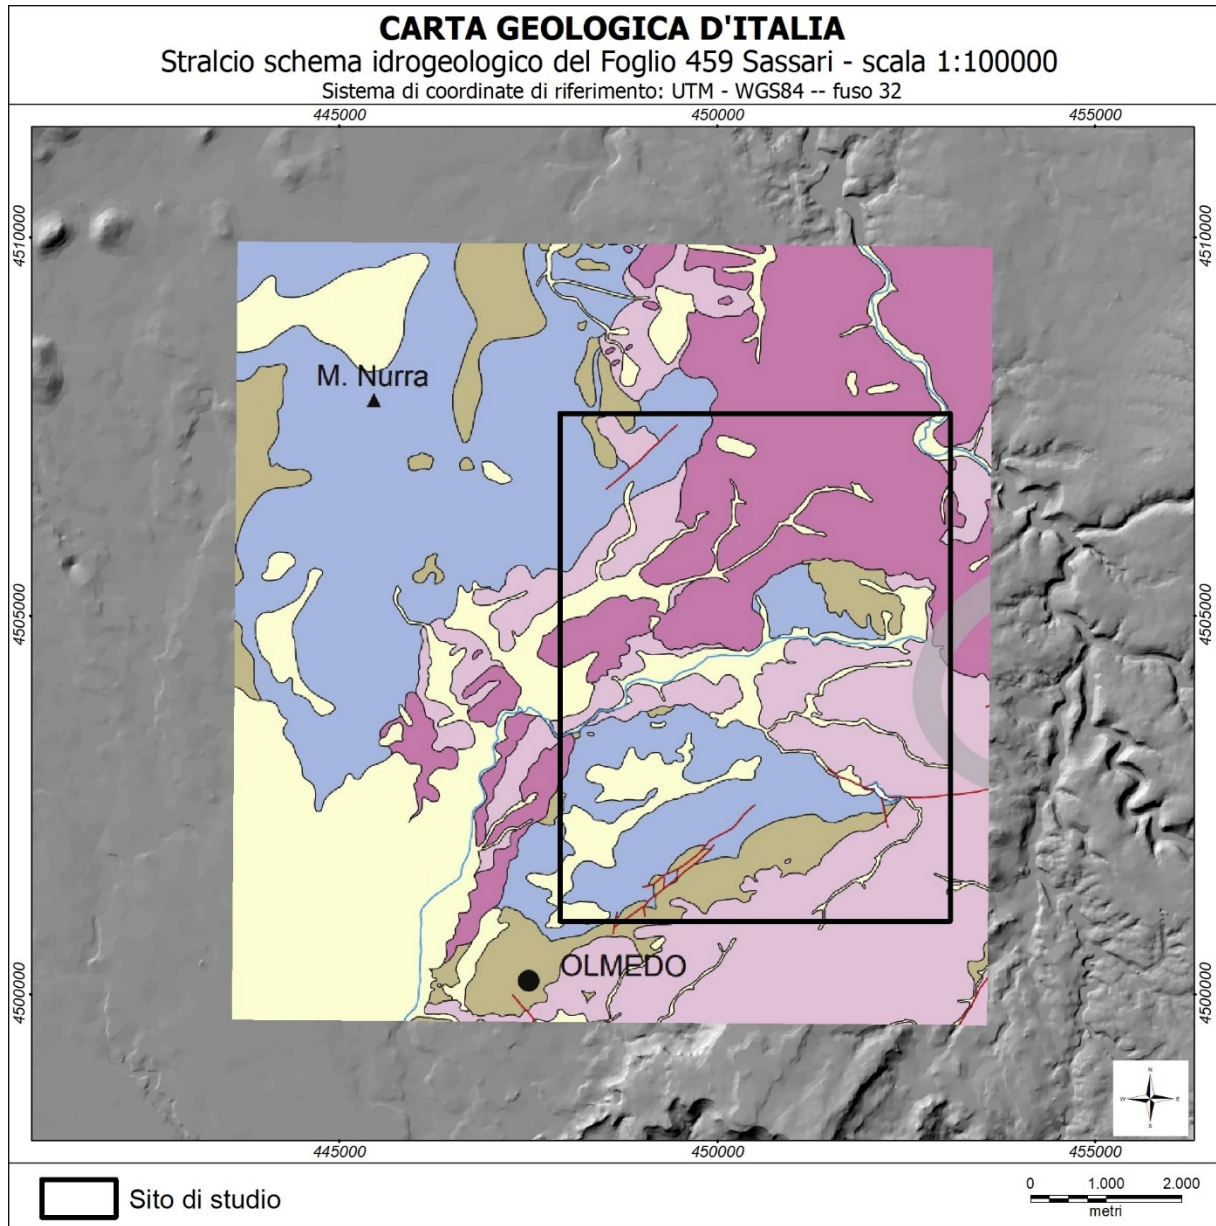 CARTA GEOLOGICA D'ITALIA
Stralcio schema idrogeologico del Foglio 459 Sassari - scala 1:100000
Sistema di coordinate di riferimento: UTM - WGS84 -- fuso 32
445000 450000 455000
4510000 4510000
M. Nurra
4505000 4505000
OLMEDO
4500000 4500000
N
W E
S
445000 450000 455000
Sito di studio
0 1.000 2.000
metri